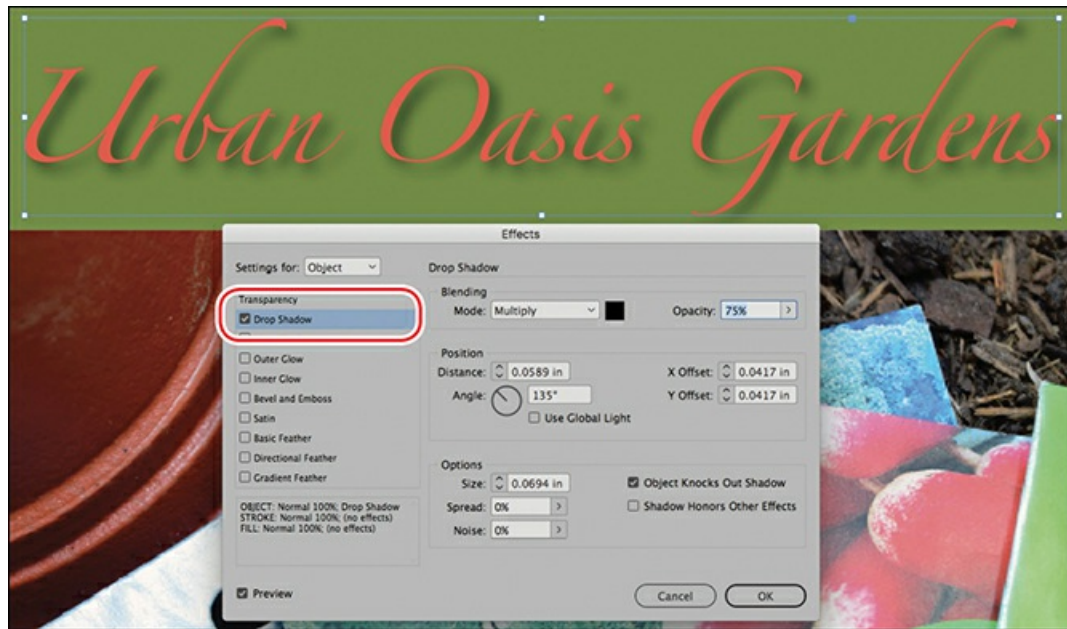 Urban Oasis Gardens
Effects
Settings for: Object
Drop Shadow
Transparency
Drop Shadow
Outer Glow
Inner Glow
Bevel and Emboss
Satin
Basic Feather
Directional Feather
Gradient Feather
OBJECT: Normal 100%; Drop Shadow
STROKE: Normal 100%; (no effects)
FILL: Normal 100%; (no effects)
Preview
Blending
Mode: Multiply Opacity: 75%
Position
Distance: 0.0589 in X Offset: 0.0417 in
Angle: 135° Y Offset: 0.0417 in
Use Global Light
Options
Size: 0.0694 in Object Knocks Out Shadow
Spread: 0% Shadow Honors Other Effects
Noise: 0%
Cancel OK